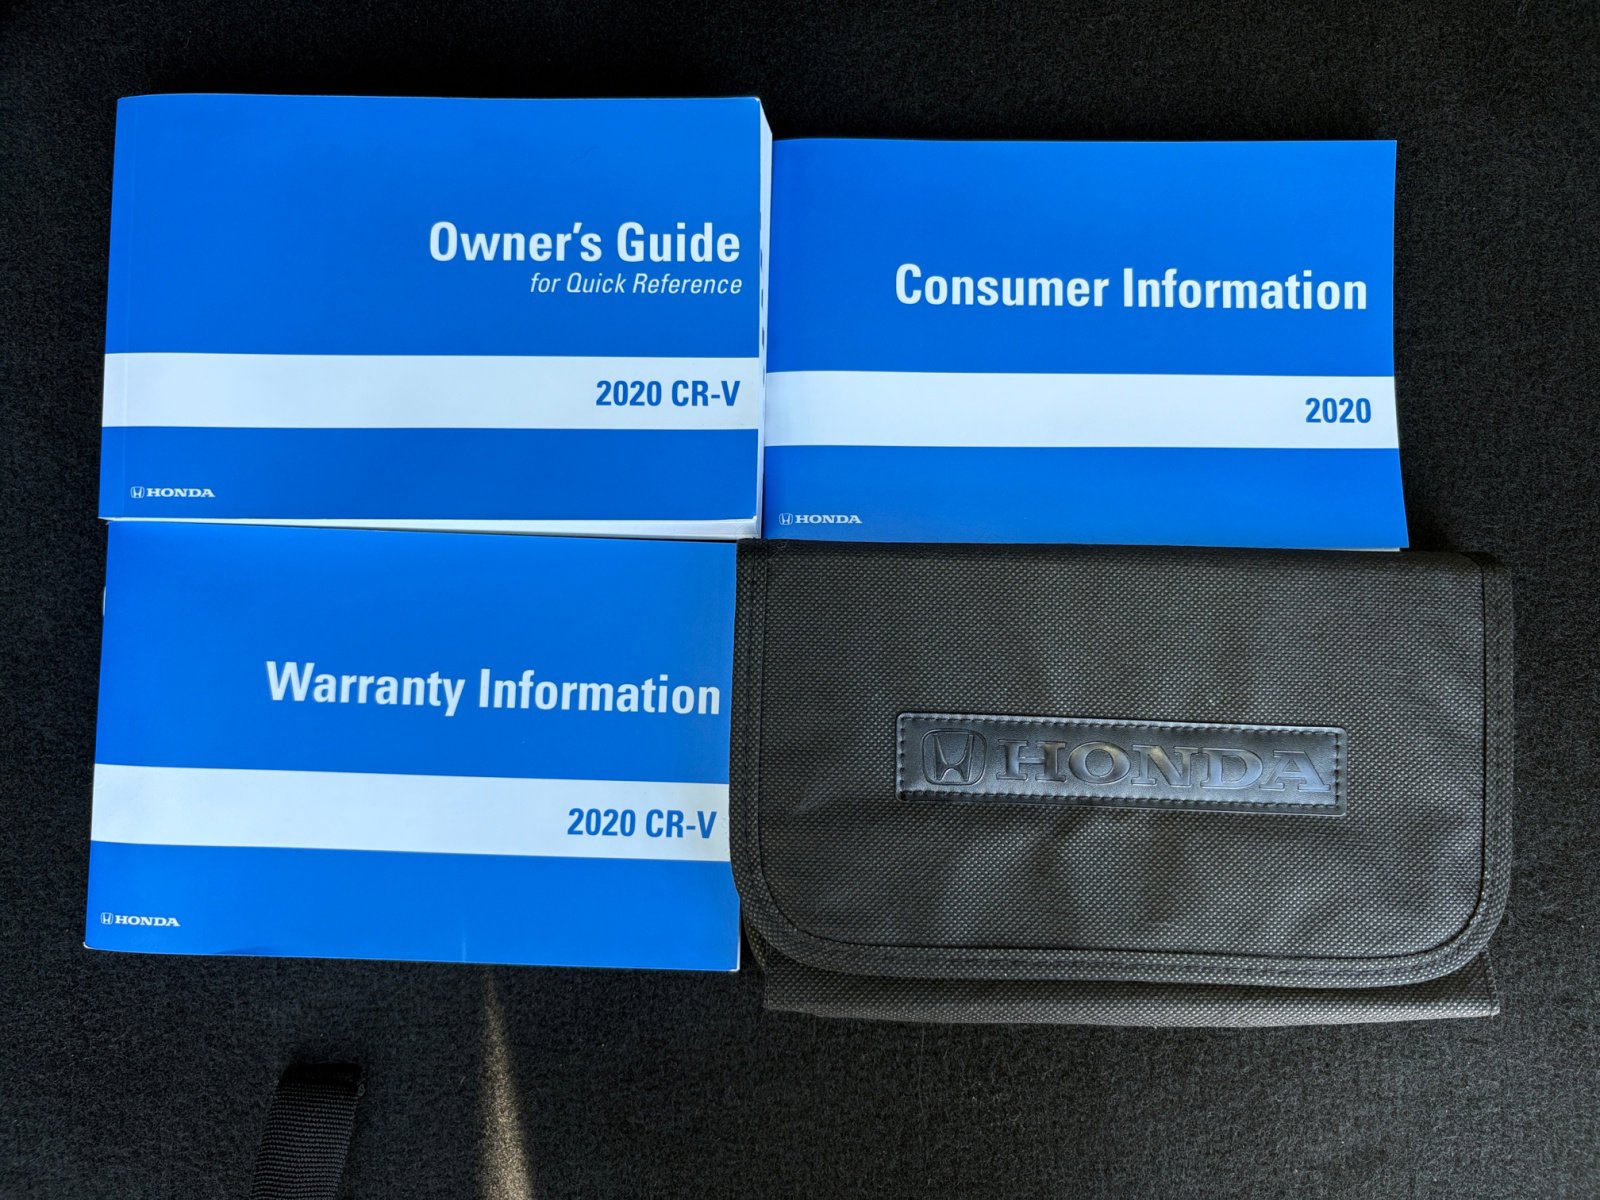 Owner's Guide
for Quick Reference
2020 CR-V
HONDA
Consumer Information
2020
HONDA
Warranty Information
2020 CR-V
HONDA
HONDA